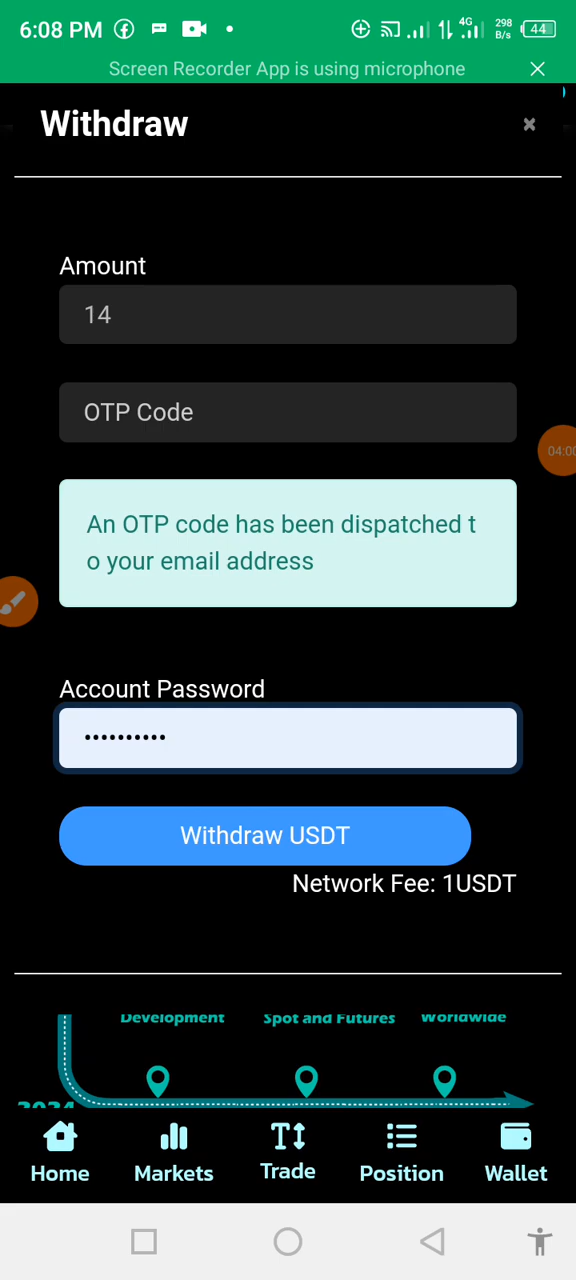 6:08 PM 4G 298 B/s 44
Screen Recorder App is using microphone
Withdraw
Amount
14
OTP Code
04:00
An OTP code has been dispatched t
o your email address
Account Password
••••••••••
Withdraw USDT
Network Fee: 1USDT
Development Spot and Futures Worldwide
2024
Home Markets Trade Position Wallet